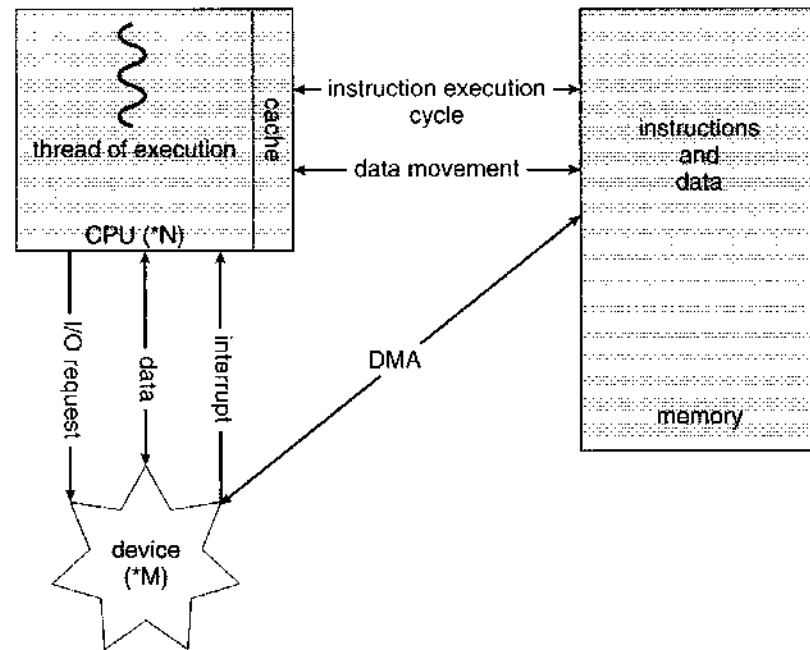 thread of execution
cache
CPU (*N)
instruction execution
cycle
data movement
instructions
and
data
memory
I/O request
data
interrupt
DMA
device
(*M)